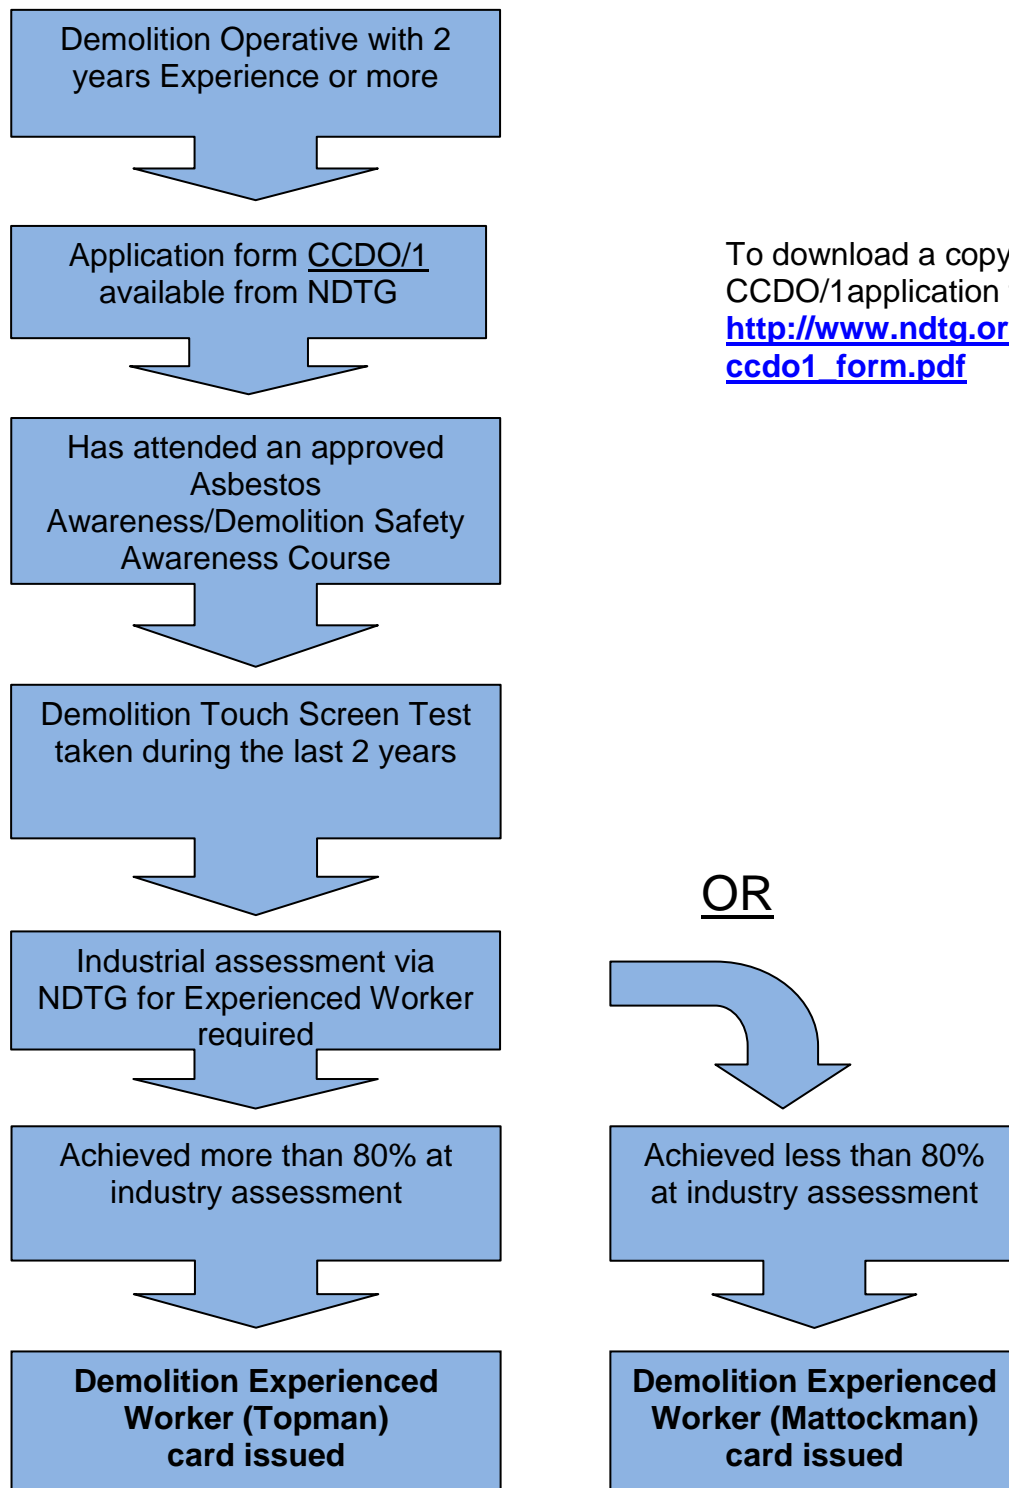 Demolition Operative with 2
years Experience or more
Application form CCDO/1
available from NDTG
To download a copy
CCDO/1application
http://www.ndtg.or
ccdo1_form.pdf
Has attended an approved
Asbestos
Awareness/Demolition Safety
Awareness Course
Demolition Touch Screen Test
taken during the last 2 years
OR
Industrial assessment via
NDTG for Experienced Worker
required
Achieved more than 80% at
industry assessment
Achieved less than 80%
at industry assessment
Demolition Experienced
Worker (Topman)
card issued
Demolition Experienced
Worker (Mattockman)
card issued